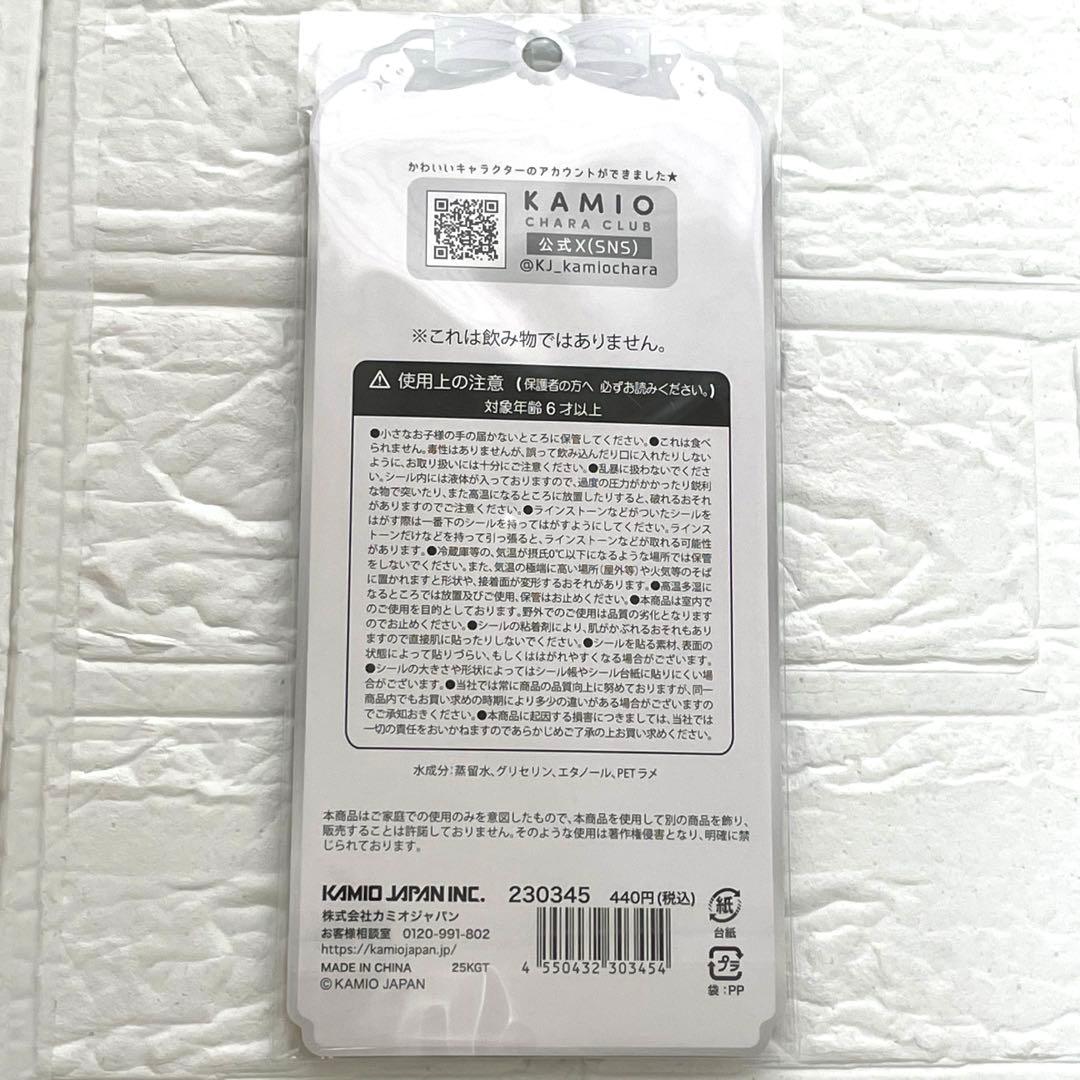 かわいいキャラクターのアカウントができました★
KAMIO
CHARA CLUB
公式X(SNS)
@KJ_kamiochara
※これは飲み物ではありません。
使用上の注意 (保護者の方へ 必ずお読みください。)
対象年齢6才以上
●小さなお子様の手の届かないところに保管してください。●これは食べ
られません。毒性はありませんが、誤って飲み込んだり口に入れたりしない
ように、お取り扱いには十分にご注意ください。●乱暴に扱わないでくださ
い。シール内には液体が入っておりますので、過度の圧力がかかったり鋭利
な物で突いたり、また高温になるところに放置したりすると、破れるおそれ
がありますのでご注意ください。●ラインストーンなどがついたシールを
はがす際は一番下のシールを持ってはがすようにしてください。ラインス
トーンだけなどを持って引っ張ると、ラインストーンなどが取れる可能性
があります。●冷蔵庫等の、気温が摂氏0℃以下になるような場所では保管
をしないでください。また、気温の極端に高い場所(屋外等)や火気等のそば
に置かれますと形状や、接着面が変形するおそれがあります。●高温多湿に
なるところでは放置及びご使用、保管はお止めください。●本商品は室内で
のご使用を目的としております。野外でのご使用は品質の劣化となります
のでお止めください。●シールの粘着剤により、肌がかぶれるおそれもあり
ますので直接肌に貼ったりしないでください。●シールを貼る素材、表面の
状態によって貼りづらい、もしくははがれやすくなる場合がございます。
●シールの大きさや形状によってはシール帳やシール台紙に貼りにくい場
合がございます。●当社では常に商品の品質向上に努めておりますが、同一
商品内でもお買い求めの時期により多少の違いがある場合がございますの
でご承知おきください。●本商品に起因する損害につきましては、当社では
一切の責任をおいかねますのであらかじめご了承の上お買い求めください。
水成分:蒸留水、グリセリン、エタノール、PETラメ
本商品はご家庭での使用のみを意図したもので、本商品を使用して別の商品を飾り、
販売することは許諾しておりません。そのような使用は著作権侵害となり、明確に禁
じられております。
KAMIO JAPAN INC. 230345 440円(税込)
株式会社カミオジャパン
お客様相談室 0120-991-802
https://kamiojapan.jp/
MADE IN CHINA 25KGT
©KAMIO JAPAN
4 550432 303454
紙
台紙
プラ
袋:PP